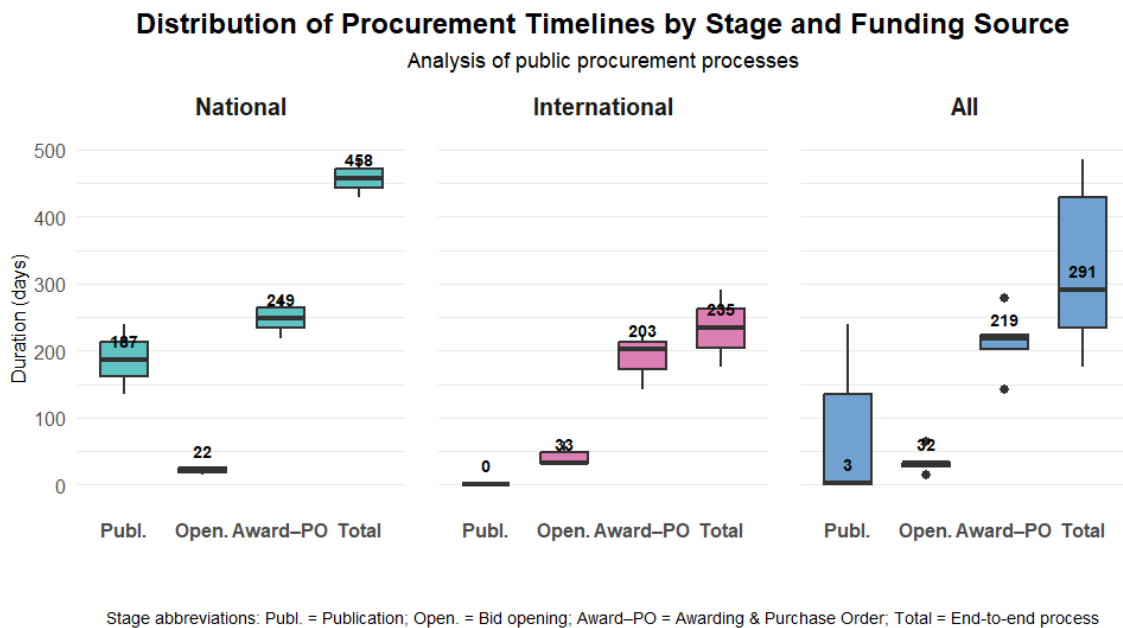 Distribution of Procurement Timelines by Stage and Funding Source
Analysis of public procurement processes
National
International
All
Duration (days)
500
400
300
200
100
0
187
22
249
458
0
33
203
235
3
32
219
291
Publ. Open. Award–PO Total
Publ. Open. Award–PO Total
Publ. Open. Award–PO Total
Stage abbreviations: Publ. = Publication; Open. = Bid opening; Award–PO = Awarding & Purchase Order; Total = End-to-end process